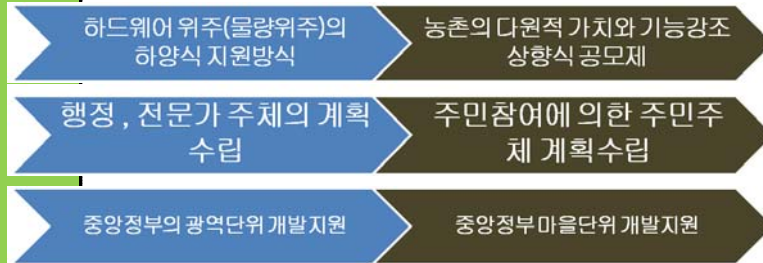 하드웨어 위주(물량위주)의
하양식 지원방식
농촌의 다원적 가치와 기능강조
상향식 공모제
행정 , 전문가 주체의 계획
수립
주민참여에 의한 주민주
체 계획수립
중앙정부의 광역단위 개발지원
중앙정부 마을단위 개발지원